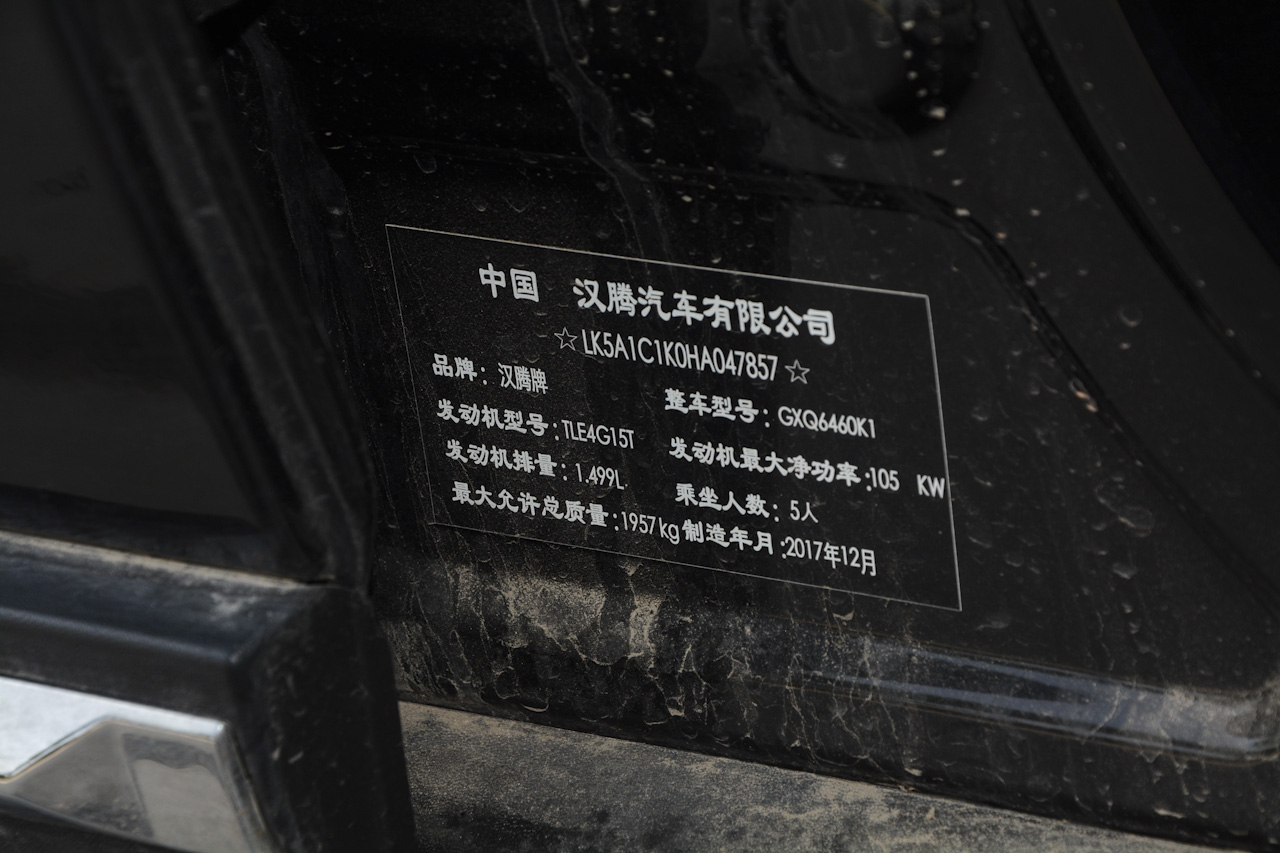 中国 汉腾汽车有限公司
☆LK5A1C1K0HA047857☆
品牌：汉腾牌 整车型号：GXQ6460K1
发动机型号：TLE4G15T 发动机最大净功率：105 KW
发动机排量：1.499L 乘坐人数：5人
最大允许总质量：1957kg 制造年月：2017年12月